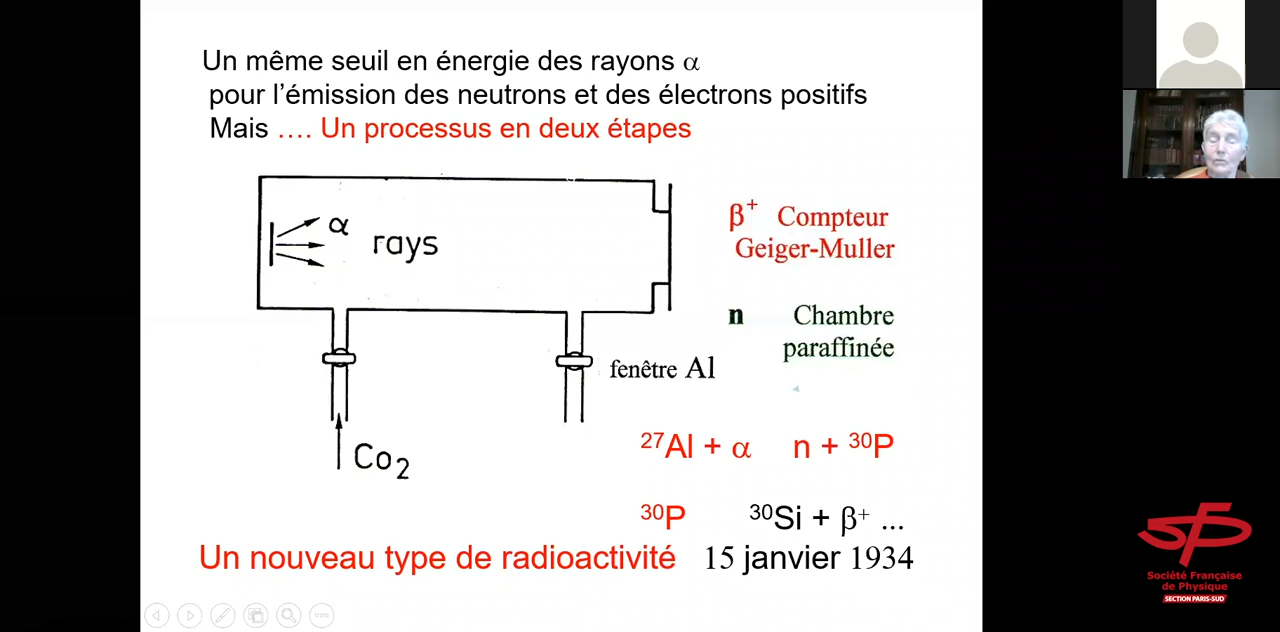 Un même seuil en énergie des rayons α
pour l'émission des neutrons et des électrons positifs
Mais .... Un processus en deux étapes
α
rays
β⁺ Compteur
Geiger-Muller
n Chambre
paraffinée
fenêtre Al
Co₂
²⁷Al + α n + ³⁰P
³⁰P ³⁰Si + β⁺ ...
Un nouveau type de radioactivité 15 janvier 1934
SFP
Société Française
de Physique
SECTION PARIS-SUD